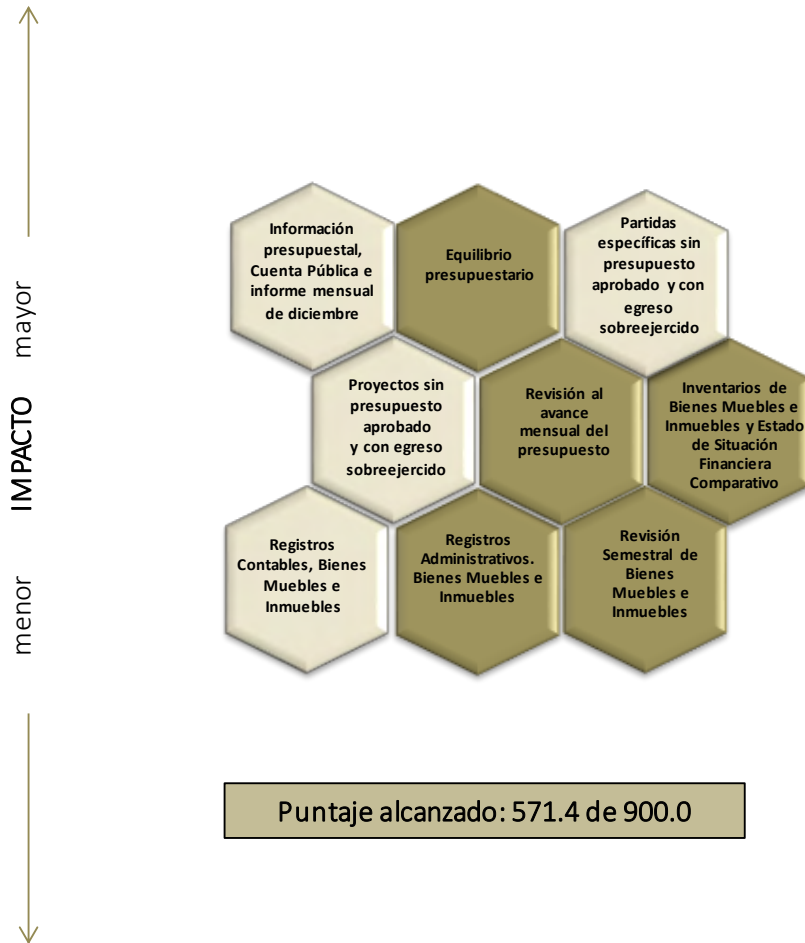 Información
presupuestal,
Cuenta Pública e
informe mensual
de diciembre
Equilibrio
presupuestario
Partidas
específicas sin
presupuesto
aprobado y con
egreso
sobreejercido
Proyectos sin
presupuesto
aprobado
y con egreso
sobreejercido
Revisión al
avance
mensual del
presupuesto
Inventarios de
Bienes Muebles e
Inmuebles y Estado
de Situación
Financiera
Comparativo
Registros
Contables, Bienes
Muebles e
Inmuebles
Registros
Administrativos.
Bienes Muebles e
Inmuebles
Revisión
Semestral de
Bienes
Muebles e
Inmuebles
menor IMPACTO mayor
Puntaje alcanzado: 571.4 de 900.0